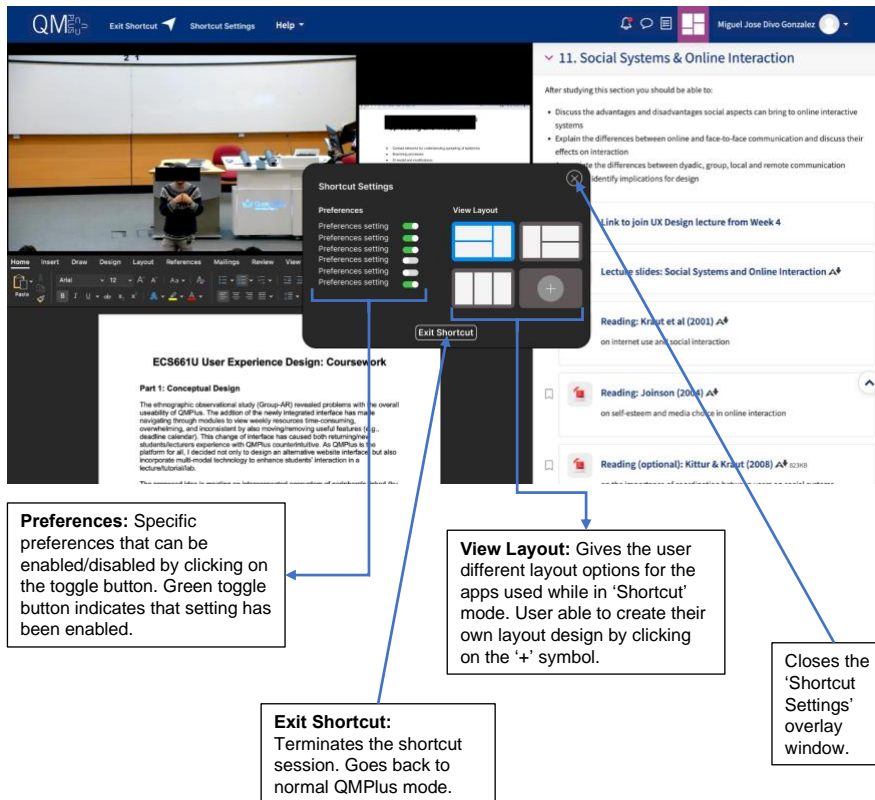 QM
Exit Shortcut
Shortcut Settings
Help
Miguel Jose Divo Gonzalez
2 1
11. Social Systems & Online Interaction
After studying this section you should be able to:
• Discuss the advantages and disadvantages social aspects can bring to online interactive
systems
• Explain the differences between online and face-to-face communication and discuss their
effects on interaction
the differences between dyadic, group, local and remote communication
identify implications for design
Link to join UX Design lecture from Week 4
Lecture slides: Social Systems and Online Interaction
Reading: Kraut et al (2001)
on internet use and social interaction
Reading: Joinson (2004)
on self-esteem and media choice in online interaction
Reading (optional): Kittur & Kraut (2008) 823KB
Shortcut Settings
Preferences
Preferences setting
Preferences setting
Preferences setting
Preferences setting
Preferences setting
Preferences setting
View Layout
+
Exit Shortcut
Home Insert Draw Design Layout References Mailings Review View
Paste
Arial
12
B I U ab x, x'
ECS661U User Experience Design: Coursework
Part 1: Conceptual Design
The ethnographic observational study (Group-AR) revealed problems with the overall
useability of QMPlus. The addtion of the newly integrated interface has made
navigating through modules to view weekly resources time-consuming,
overwhelming, and inconsistent by also moving/removing useful features (e.g.,
deadline calendar). This change of interface has caused both returning/new
students/lecturers experience with QMPlus counterintuitive. As QMPlus is the
platform for all, I decided not only to design an alternative website interface, but also
incorporate multi-modal technology to enhance students' interaction in a
lecture/tutorial/lab.
Preferences: Specific
preferences that can be
enabled/disabled by clicking on
the toggle button. Green toggle
button indicates that setting has
been enabled.
View Layout: Gives the user
different layout options for the
apps used while in ‘Shortcut’
mode. User able to create their
own layout design by clicking
on the ‘+’ symbol.
Closes the
‘Shortcut
Settings’
overlay
window.
Exit Shortcut:
Terminates the shortcut
session. Goes back to
normal QMPlus mode.